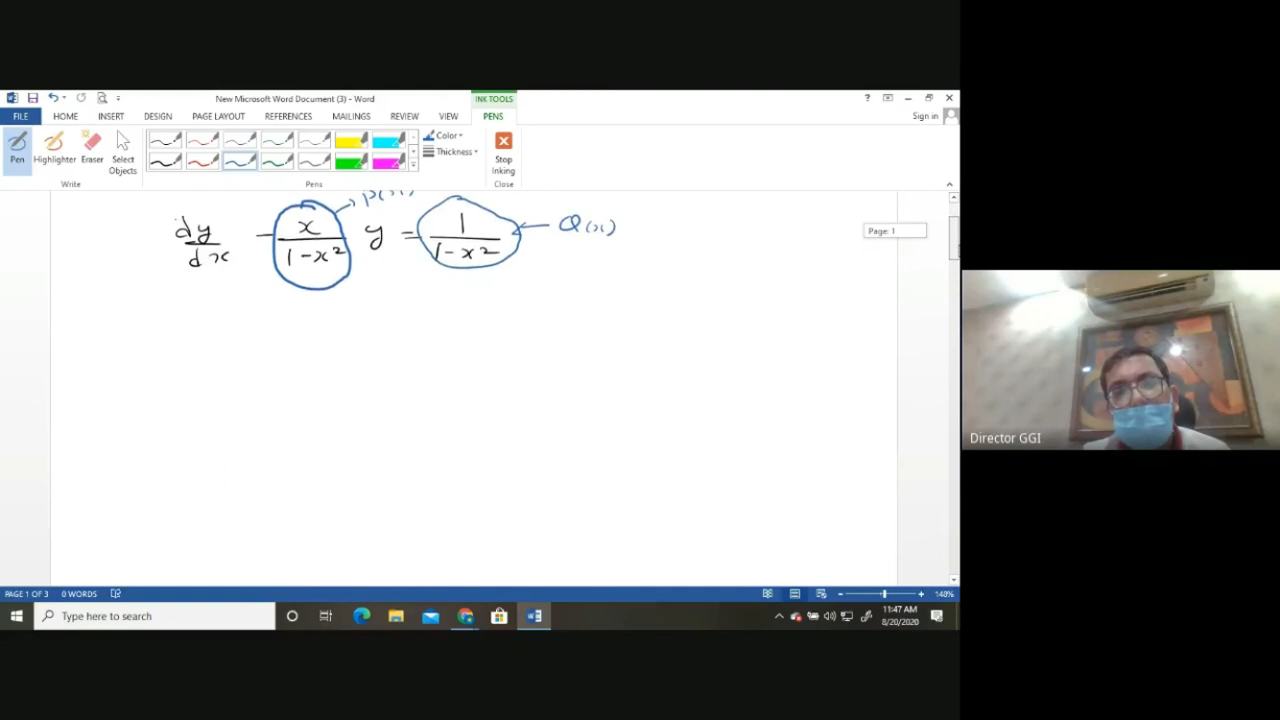 New Microsoft Word Document (3) - Word
INK TOOLS
Sign in
FILE HOME INSERT DESIGN PAGE LAYOUT REFERENCES MAILINGS REVIEW VIEW PENS
Pen
Highlighter
Eraser
Select Objects
Color
Thickness
Stop Inking
Write
Pens
Close
dy/dx - x/(1-x²) y = 1/(1-x²)
Q(x)
Page: 1
Director GGI
PAGE 1 OF 3 0 WORDS
148%
Type here to search
11:47 AM
8/20/2020